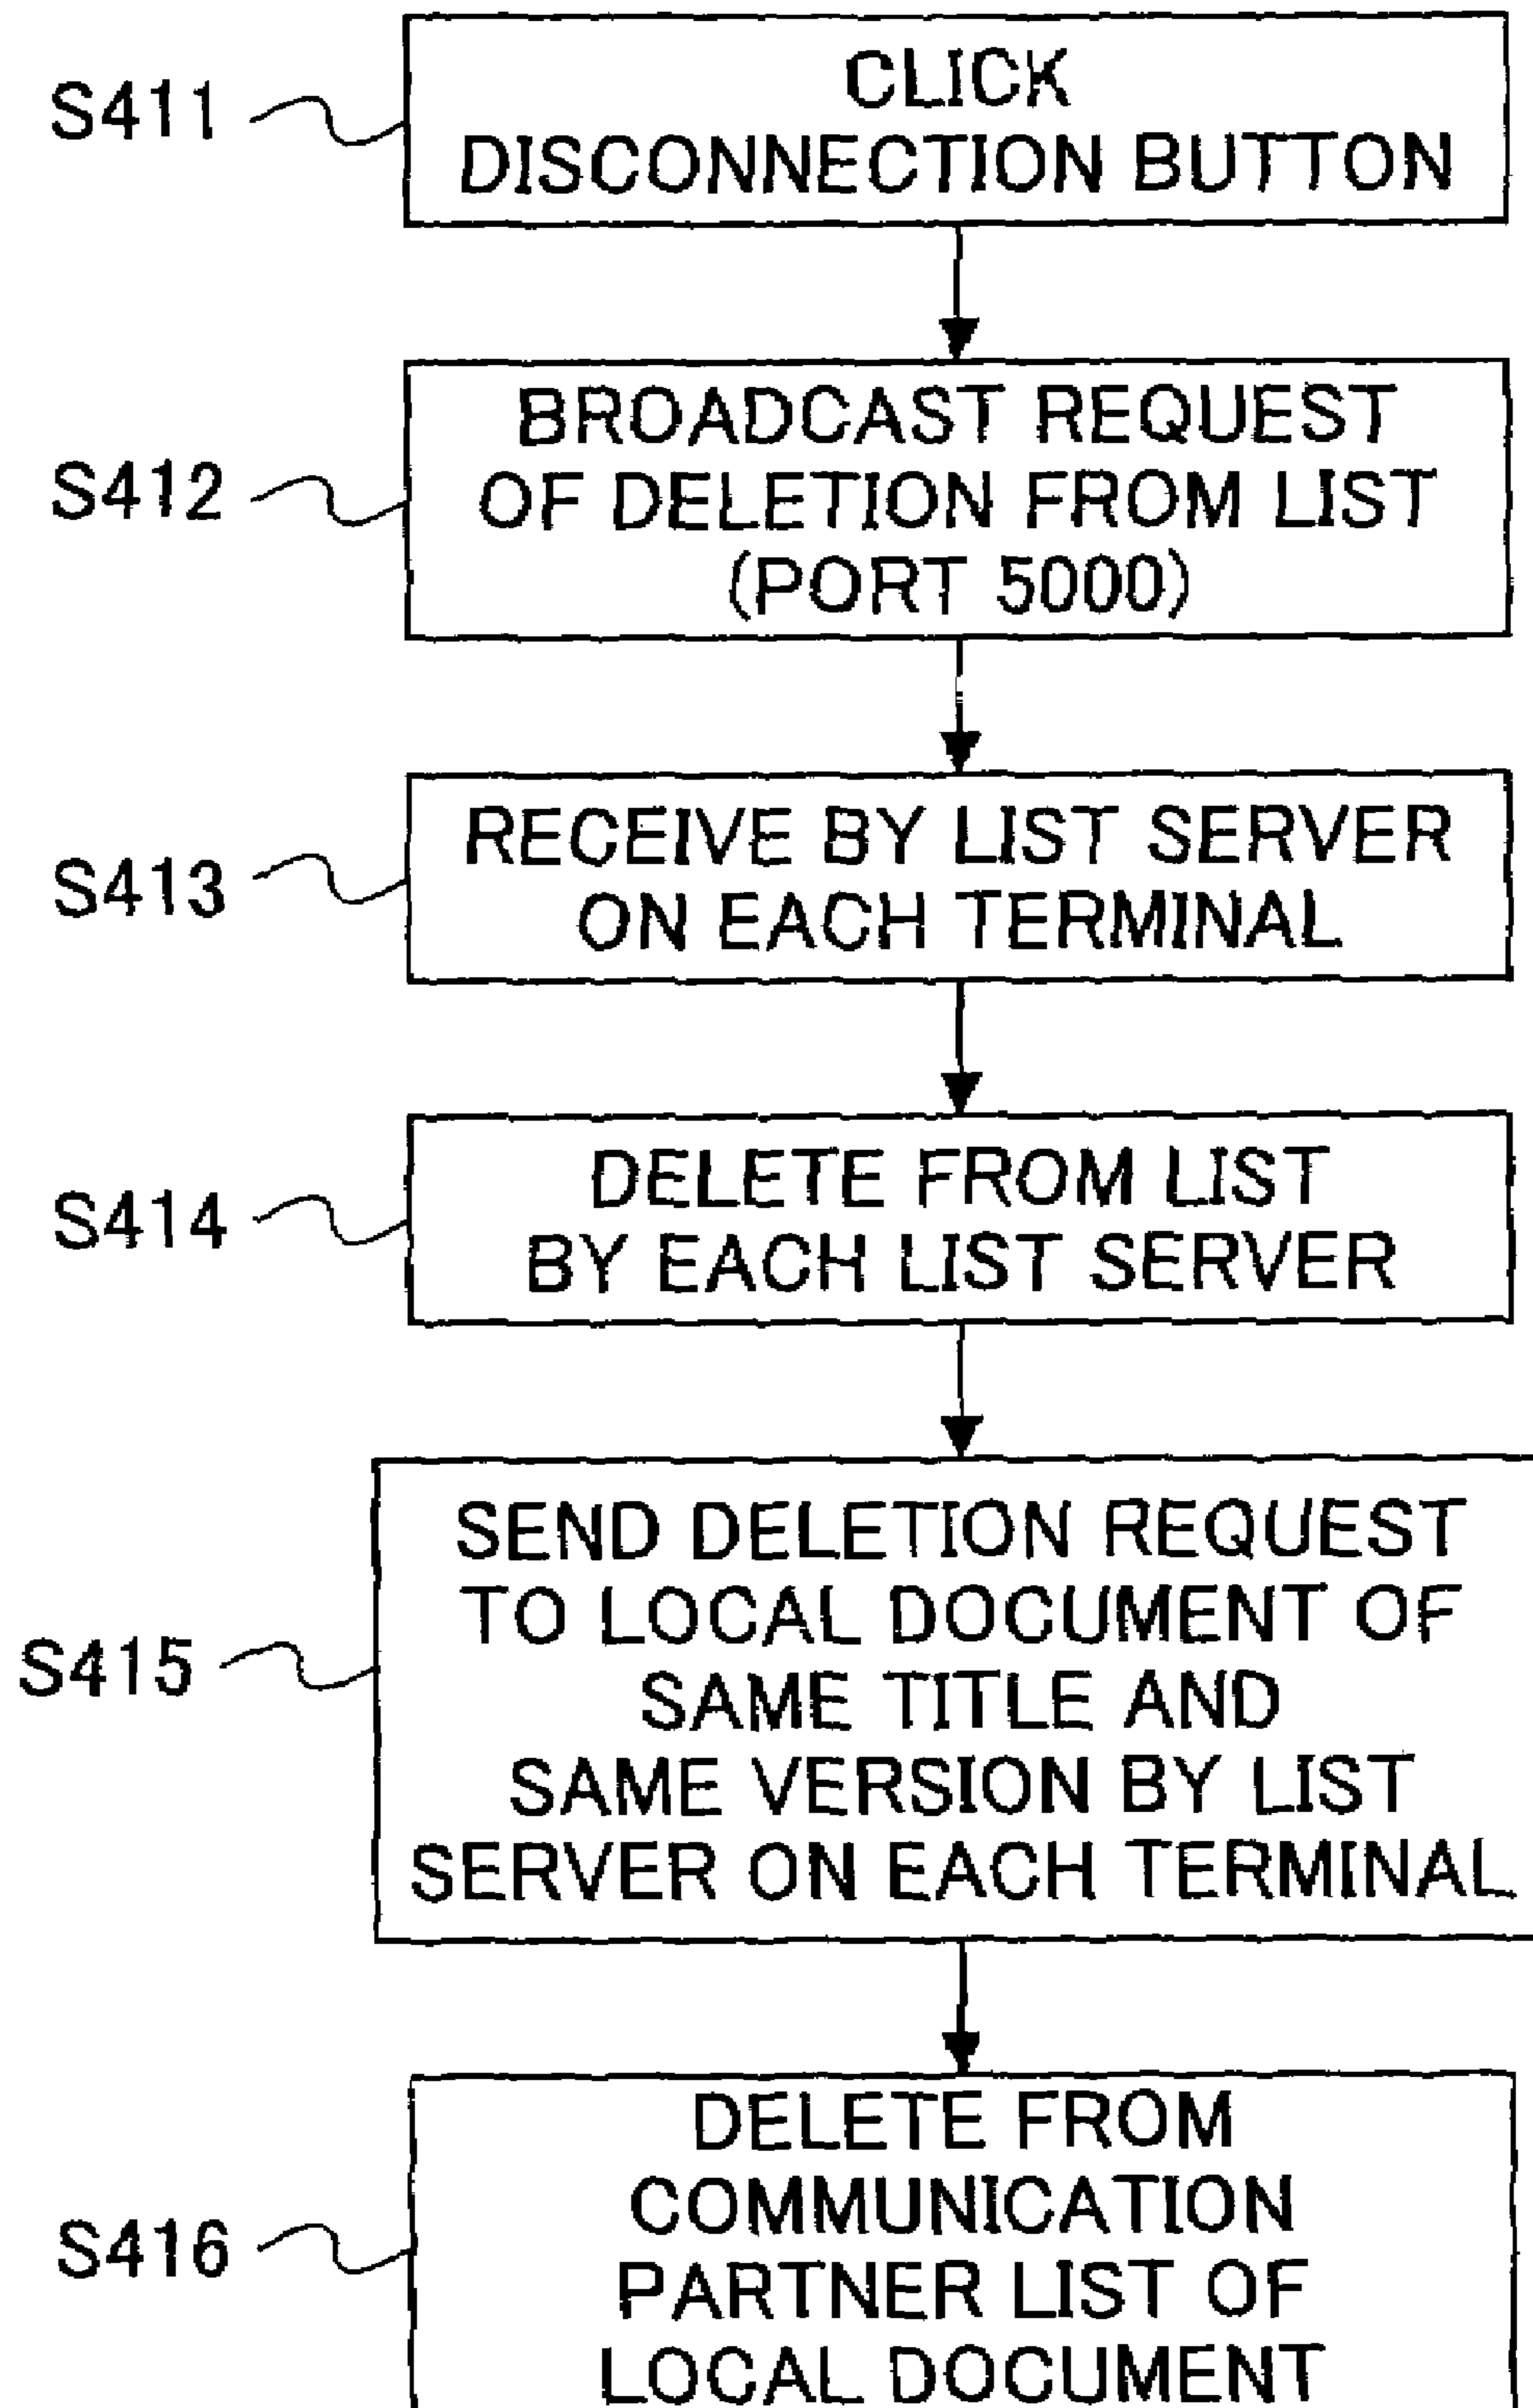 S411
CLICK
DISCONNECTION BUTTON
S412
BROADCAST REQUEST
OF DELETION FROM LIST
(PORT 5000)
S413
RECEIVE BY LIST SERVER
ON EACH TERMINAL
S414
DELETE FROM LIST
BY EACH LIST SERVER
S415
SEND DELETION REQUEST
TO LOCAL DOCUMENT OF
SAME TITLE AND
SAME VERSION BY LIST
SERVER ON EACH TERMINAL
S416
DELETE FROM
COMMUNICATION
PARTNER LIST OF
LOCAL DOCUMENT